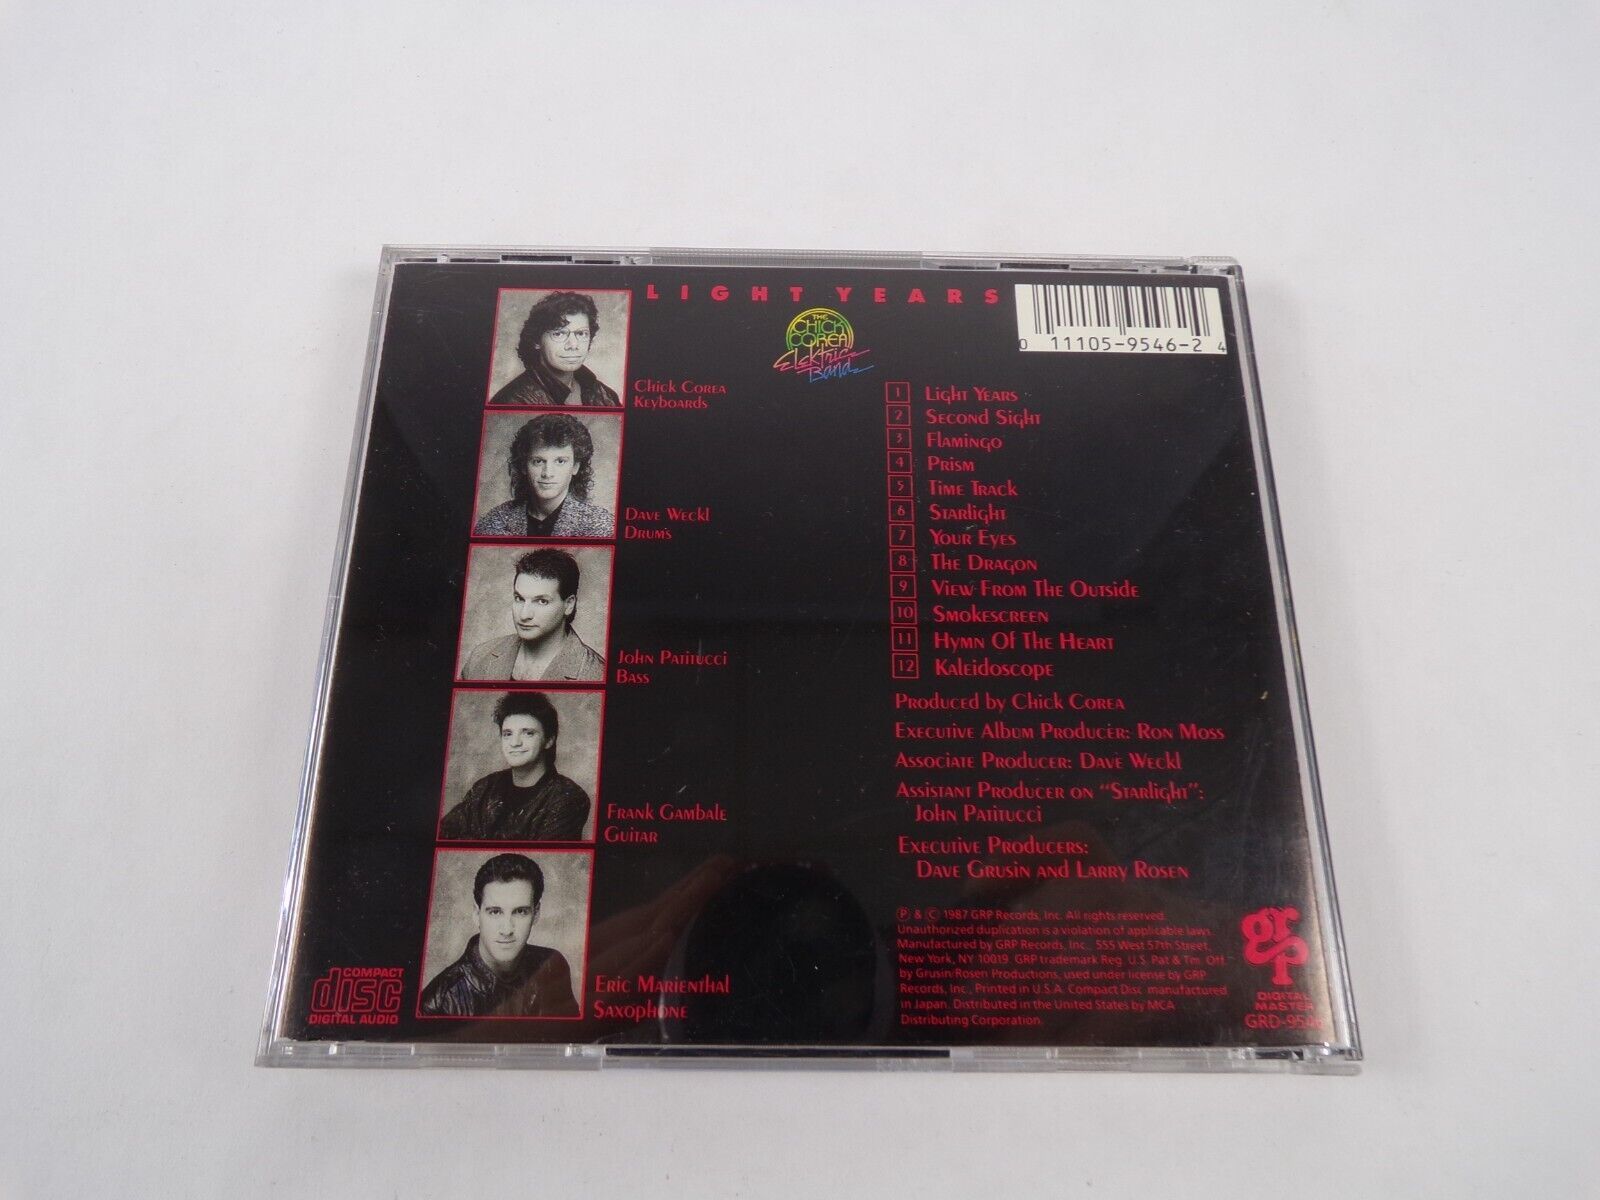 LIGHT YEARS
THE
CHICK
COREA
Elektric
Band
0 11105-9546-2 4
Chick Corea
Keyboards
Dave Weckl
Drums
John Patitucci
Bass
Frank Gambale
Guitar
Eric Marienthal
Saxophone
1 Light Years
2 Second Sight
3 Flamingo
4 Prism
5 Time Track
6 Starlight
7 Your Eyes
8 The Dragon
9 View From The Outside
10 Smokescreen
11 Hymn Of The Heart
12 Kaleidoscope
Produced by Chick Corea
Executive Album Producer: Ron Moss
Associate Producer: Dave Weckl
Assistant Producer on "Starlight":
John Patitucci
Executive Producers:
Dave Grusin and Larry Rosen
℗ & © 1987 GRP Records, Inc. All rights reserved.
Unauthorized duplication is a violation of applicable laws.
Manufactured by GRP Records, Inc., 555 West 57th Street,
New York, NY 10019. GRP trademark Reg. U.S. Pat & Tm. Off.
by Grusin/Rosen Productions, used under license by GRP
Records, Inc., Printed in U.S.A. Compact Disc manufactured
in Japan. Distributed in the United States by MCA
Distributing Corporation.
COMPACT
disc
DIGITAL AUDIO
grp
DIGITAL
MASTER
GRD-9546